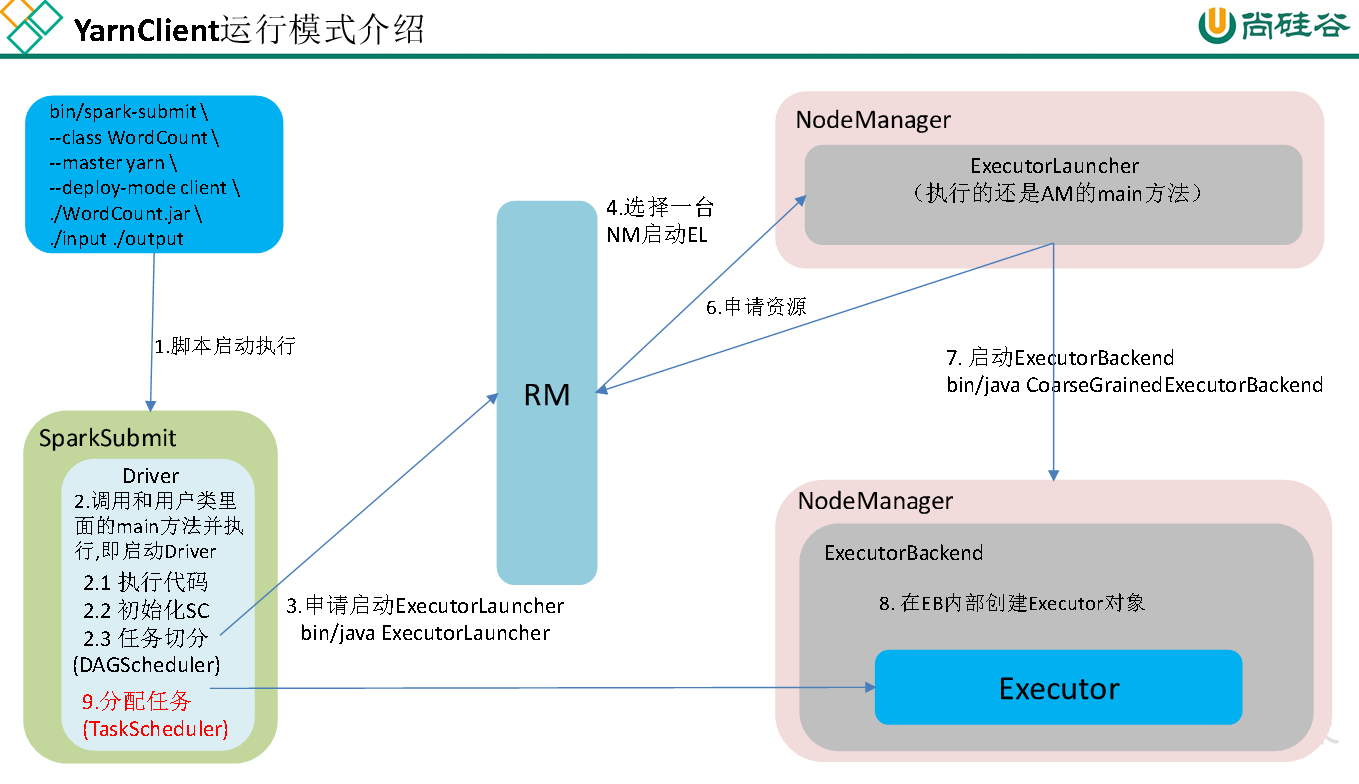 YarnClient运行模式介绍
尚硅谷
bin/spark-submit \
--class WordCount \
--master yarn \
--deploy-mode client \
./WordCount.jar \
./input ./output
1.脚本启动执行
SparkSubmit
Driver
2.调用和用户类里
面的main方法并执
行,即启动Driver
2.1 执行代码
2.2 初始化SC
2.3 任务切分
(DAGScheduler)
9.分配任务
(TaskScheduler)
3.申请启动ExecutorLauncher
bin/java ExecutorLauncher
RM
4.选择一台
NM启动EL
6.申请资源
NodeManager
ExecutorLauncher
（执行的还是AM的main方法）
7. 启动ExecutorBackend
bin/java CoarseGrainedExecutorBackend
NodeManager
ExecutorBackend
8. 在EB内部创建Executor对象
Executor